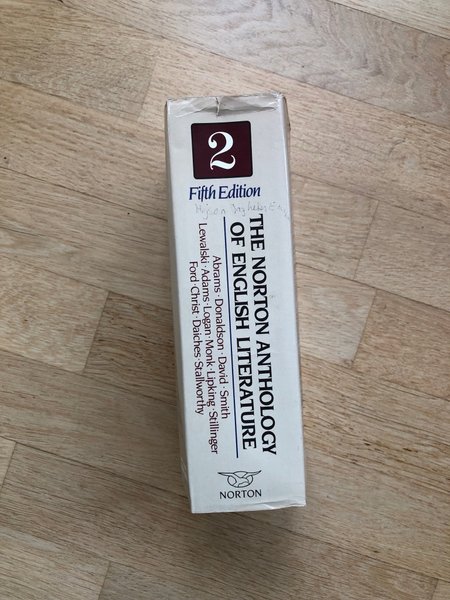 2
Fifth Edition
THE NORTON ANTHOLOGY
OF ENGLISH LITERATURE
Abrams · Donaldson · David · Smith
Lewalski · Adams · Logan · Monk · Lipking · Stillinger
Ford · Christ · Daiches · Stallworthy
NORTON